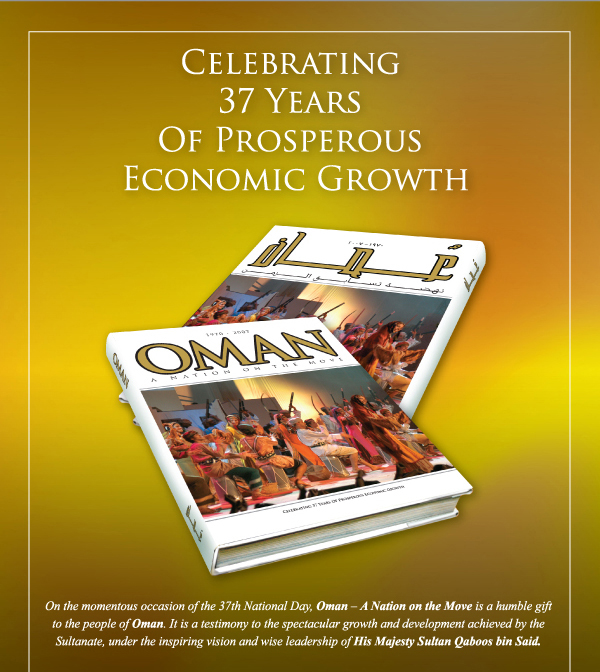 CELEBRATING
37 YEARS
OF PROSPEROUS
ECONOMIC GROWTH
١٩٧٠-٢٠٠٧
عُمان
1970 - 2007
OMAN
A NATION ON THE MOVE
CELEBRATING 37 YEARS OF PROSPEROUS ECONOMIC GROWTH
On the momentous occasion of the 37th National Day, Oman – A Nation on the Move is a humble gift
to the people of Oman. It is a testimony to the spectacular growth and development achieved by the
Sultanate, under the inspiring vision and wise leadership of His Majesty Sultan Qaboos bin Said.